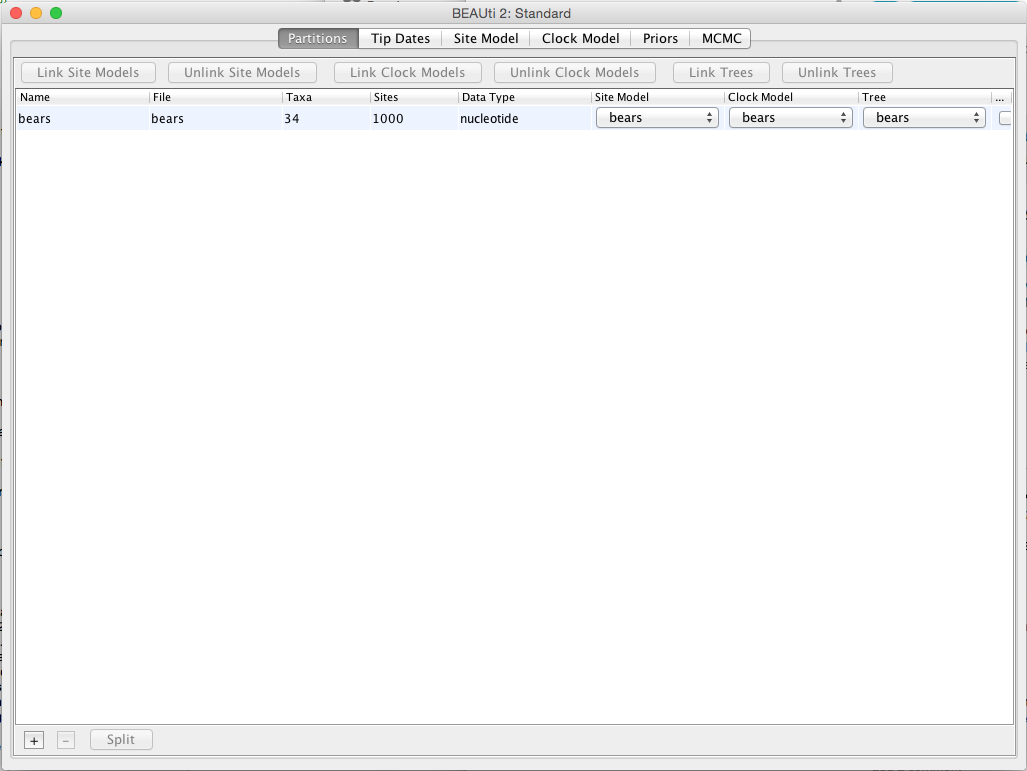 BEAUti 2: Standard
Partitions Tip Dates Site Model Clock Model Priors MCMC
Link Site Models Unlink Site Models Link Clock Models Unlink Clock Models Link Trees Unlink Trees
Name File Taxa Sites Data Type Site Model Clock Model Tree ...
bears bears 34 1000 nucleotide bears bears bears
+ - Split